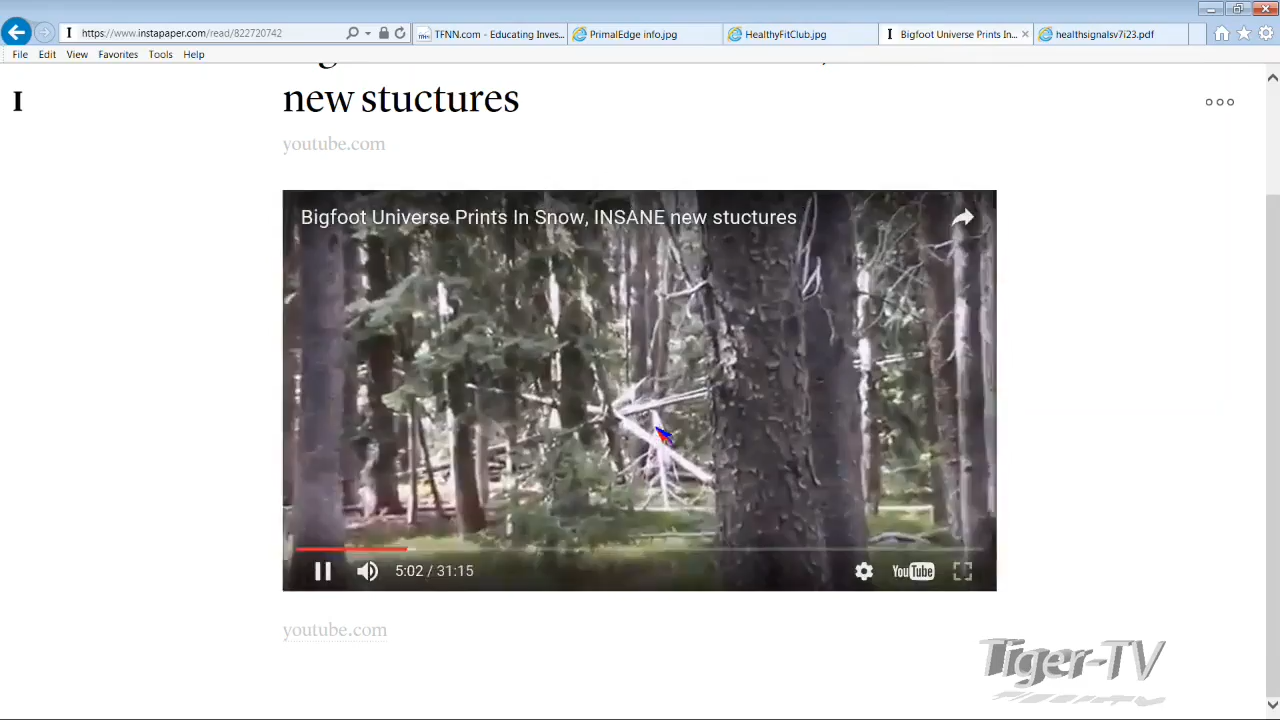 https://www.instapaper.com/read/822720742
TFNN.com - Educating Inves...
PrimalEdge info.jpg
HealthyFitClub.jpg
I Bigfoot Universe Prints In...
healthsignalsv7i23.pdf
File Edit View Favorites Tools Help
I
new stuctures
youtube.com
Bigfoot Universe Prints In Snow, INSANE new stuctures
5:02 / 31:15
YouTube
youtube.com
Tiger-TV